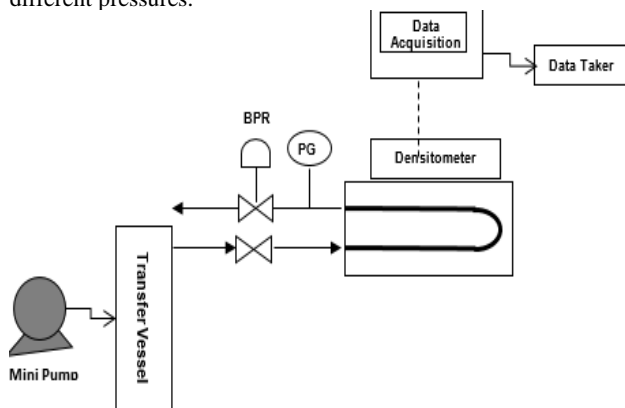 different pressures.
Data
Acquisition
Data Taker
BPR
PG
Densitometer
Transfer Vessel
Mini Pump